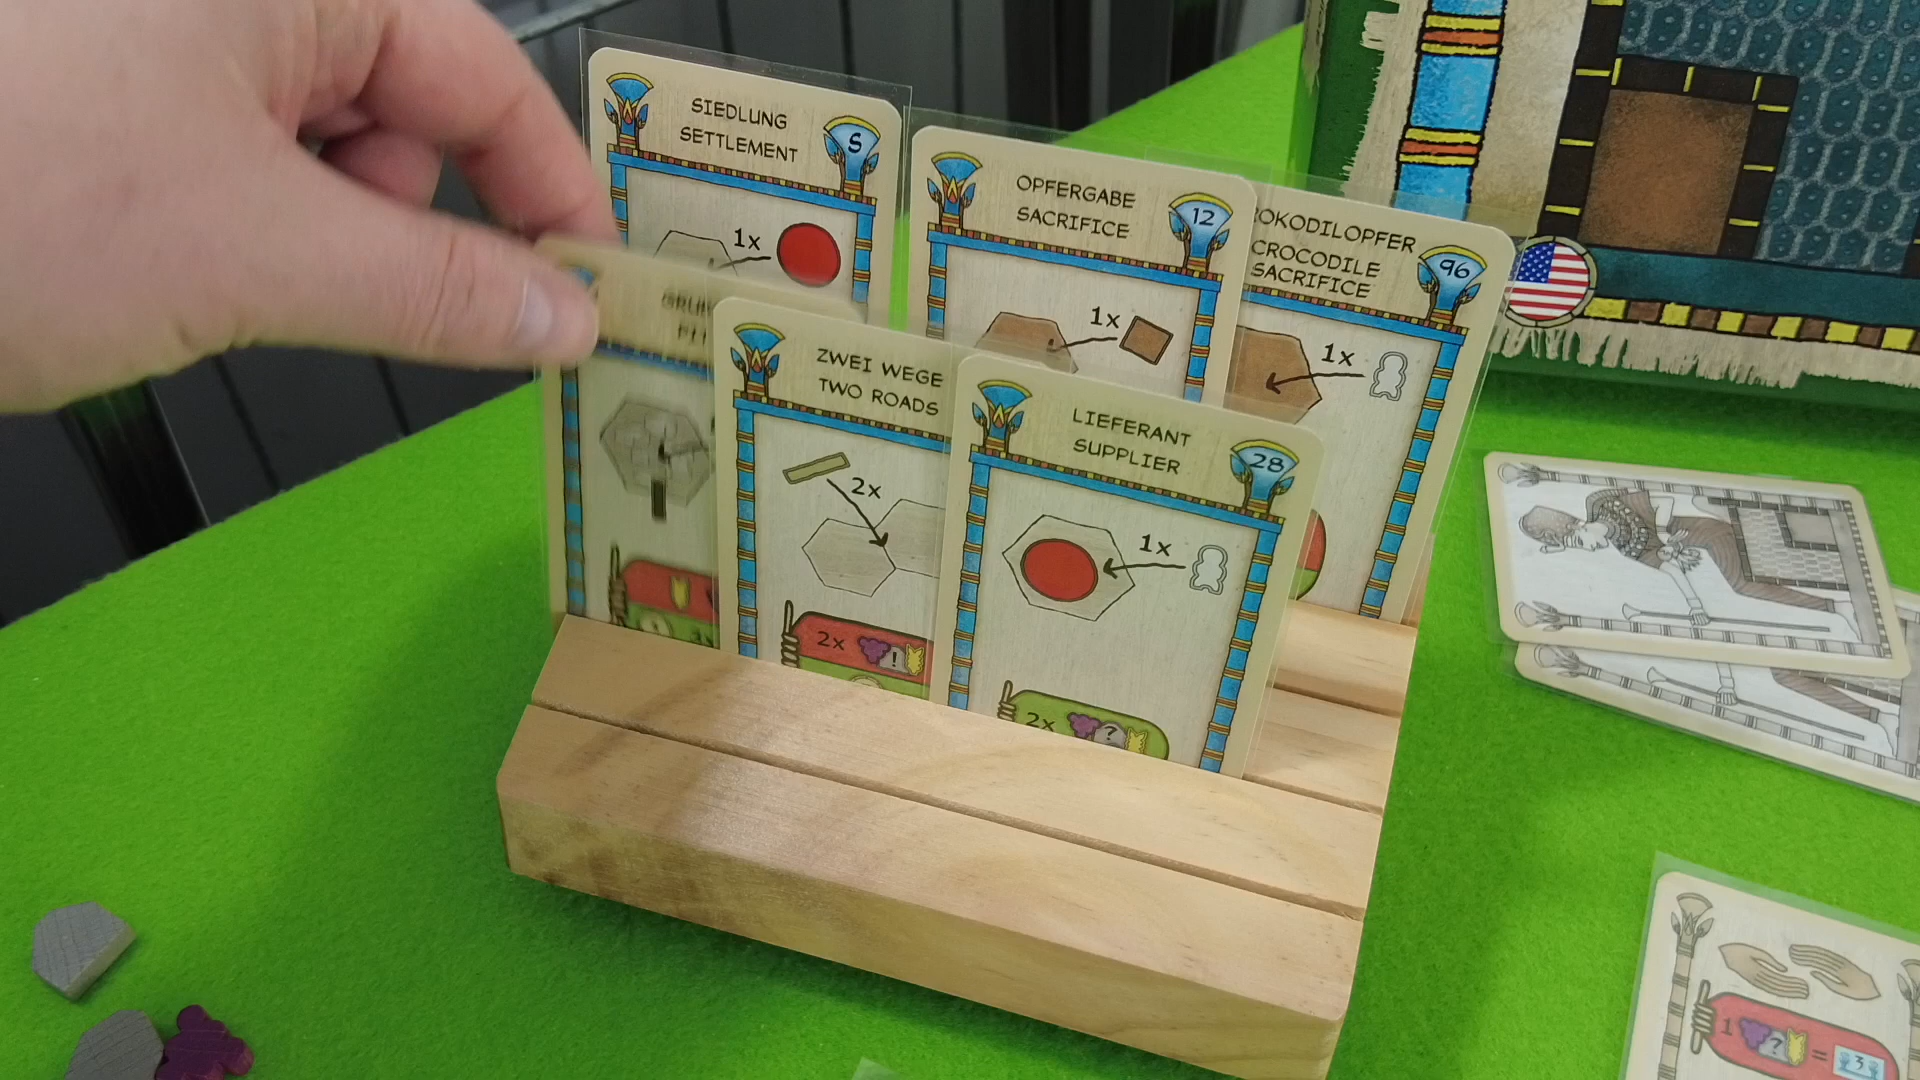 SIEDLUNG
SETTLEMENT
5
1x
OPFERGABE
SACRIFICE
12
1x
OKODILOPFER
CROCODILE
SACRIFICE
96
1x
ZWEI WEGE
TWO ROADS
2x
2x !
LIEFERANT
SUPPLIER
28
1x
2x ?
1 ? = 3